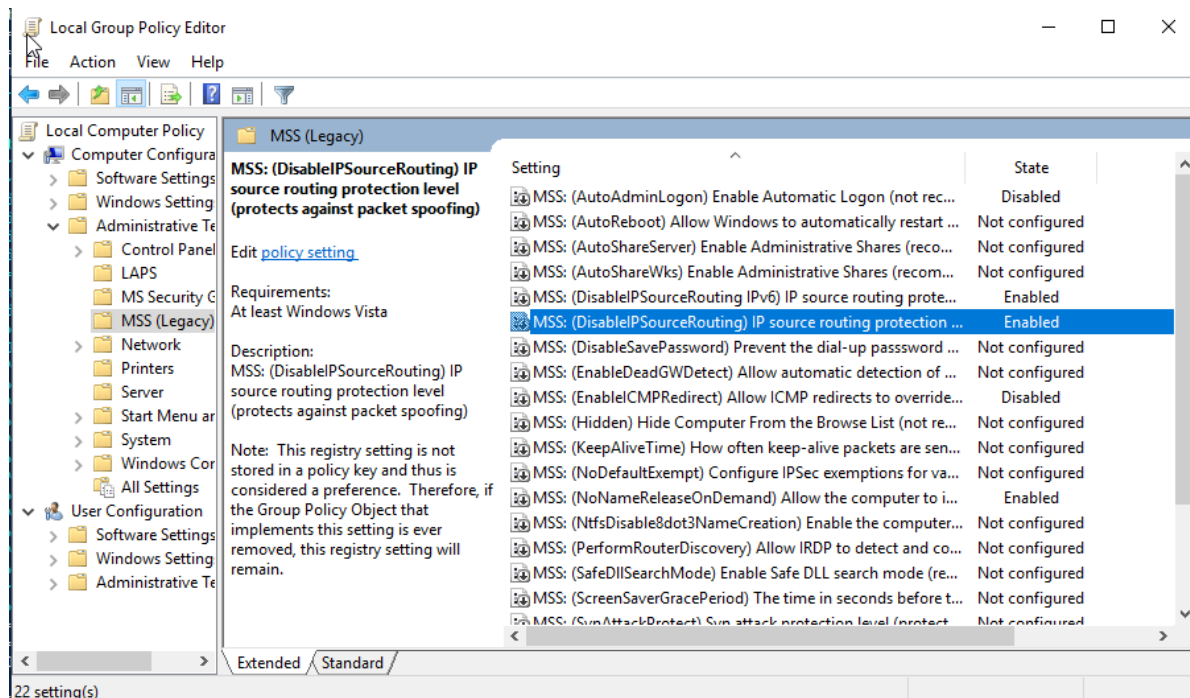 Local Group Policy Editor
File Action View Help
Local Computer Policy
Computer Configura
Software Settings
Windows Setting
Administrative Te
Control Panel
LAPS
MS Security G
MSS (Legacy)
Network
Printers
Server
Start Menu ar
System
Windows Cor
All Settings
User Configuration
Software Settings
Windows Setting
Administrative Te
MSS (Legacy)
MSS: (DisableIPSourceRouting) IP
source routing protection level
(protects against packet spoofing)
Edit policy setting
Requirements:
At least Windows Vista
Description:
MSS: (DisableIPSourceRouting) IP
source routing protection level
(protects against packet spoofing)
Note: This registry setting is not
stored in a policy key and thus is
considered a preference. Therefore, if
the Group Policy Object that
implements this setting is ever
removed, this registry setting will
remain.
Setting State
MSS: (AutoAdminLogon) Enable Automatic Logon (not rec... Disabled
MSS: (AutoReboot) Allow Windows to automatically restart ... Not configured
MSS: (AutoShareServer) Enable Administrative Shares (reco... Not configured
MSS: (AutoShareWks) Enable Administrative Shares (recom... Not configured
MSS: (DisableIPSourceRouting IPv6) IP source routing prote... Enabled
MSS: (DisableIPSourceRouting) IP source routing protection ... Enabled
MSS: (DisableSavePassword) Prevent the dial-up passsword ... Not configured
MSS: (EnableDeadGWDetect) Allow automatic detection of ... Not configured
MSS: (EnableICMPRedirect) Allow ICMP redirects to override... Disabled
MSS: (Hidden) Hide Computer From the Browse List (not re... Not configured
MSS: (KeepAliveTime) How often keep-alive packets are sen... Not configured
MSS: (NoDefaultExempt) Configure IPSec exemptions for va... Not configured
MSS: (NoNameReleaseOnDemand) Allow the computer to i... Enabled
MSS: (NtfsDisable8dot3NameCreation) Enable the computer... Not configured
MSS: (PerformRouterDiscovery) Allow IRDP to detect and co... Not configured
MSS: (SafeDllSearchMode) Enable Safe DLL search mode (re... Not configured
MSS: (ScreenSaverGracePeriod) The time in seconds before t... Not configured
MSS: (SynAttackProtect) Syn attack protection level (protect... Not configured
Extended Standard
22 setting(s)